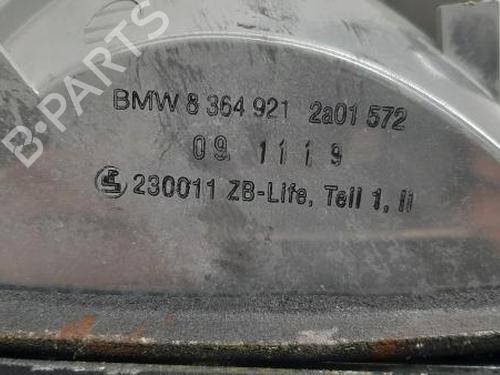 B-Parts
BMW 8 364 921 2a01 572
09 1119
230011 ZB-Life, Teil 1, II